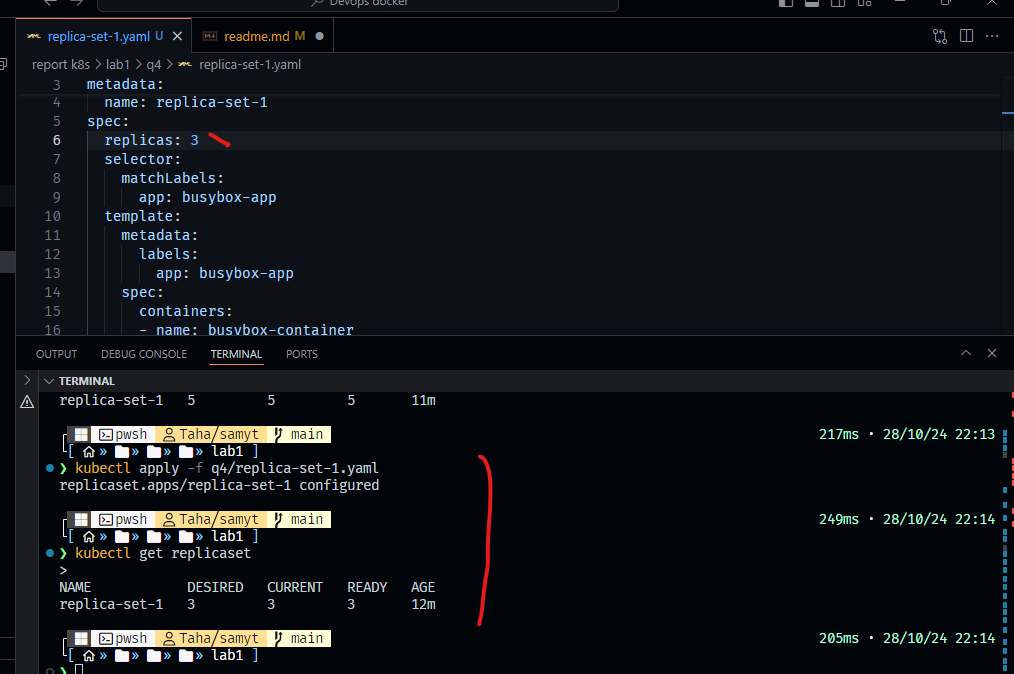 Devops docker
replica-set-1.yaml U
readme.md M
report k8s > lab1 > q4 > replica-set-1.yaml
3 metadata:
4 name: replica-set-1
5 spec:
6 replicas: 3
7 selector:
8 matchLabels:
9 app: busybox-app
10 template:
11 metadata:
12 labels:
13 app: busybox-app
14 spec:
15 containers:
16 - name: busybox-container
OUTPUT DEBUG CONSOLE TERMINAL PORTS
TERMINAL
replica-set-1 5 5 5 11m
pwsh Taha/samyt main 217ms • 28/10/24 22:13
[ » » » » lab1 ]
❯ kubectl apply -f q4/replica-set-1.yaml
replicaset.apps/replica-set-1 configured
pwsh Taha/samyt main 249ms • 28/10/24 22:14
[ » » » » lab1 ]
❯ kubectl get replicaset
>
NAME DESIRED CURRENT READY AGE
replica-set-1 3 3 3 12m
pwsh Taha/samyt main 205ms • 28/10/24 22:14
[ » » » » lab1 ]
❯